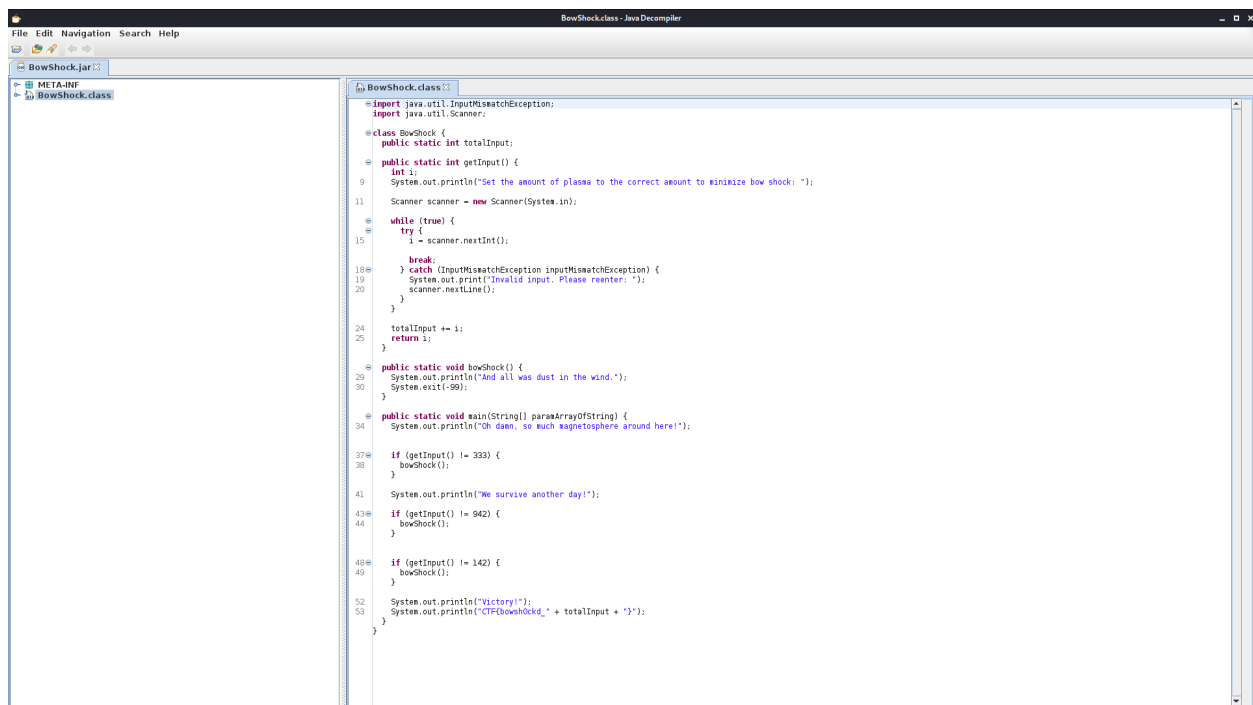 BowShock.class - Java Decompiler
File Edit Navigation Search Help
BowShock.jar
META-INF
BowShock.class
BowShock.class
import java.util.InputMismatchException;
import java.util.Scanner;
class BowShock {
public static int totalInput;
public static int getInput() {
int i;
9 System.out.println("Set the amount of plasma to the correct amount to minimize bow shock: ");
11 Scanner scanner = new Scanner(System.in);
while (true) {
try {
15 i = scanner.nextInt();
break;
18 } catch (InputMismatchException inputMismatchException) {
19 System.out.print("Invalid input. Please reenter: ");
20 scanner.nextLine();
}
}
24 totalInput += i;
25 return i;
}
public static void bowShock() {
29 System.out.println("And all was dust in the wind.");
30 System.exit(-99);
}
public static void main(String[] paramArrayOfString) {
34 System.out.println("Oh damn, so much magnetosphere around here!");
37 if (getInput() != 333) {
38 bowShock();
}
41 System.out.println("We survive another day!");
43 if (getInput() != 942) {
44 bowShock();
}
48 if (getInput() != 142) {
49 bowShock();
}
52 System.out.println("Victory!");
53 System.out.println("CTF{bowsh0ckd_" + totalInput + "}");
}
}